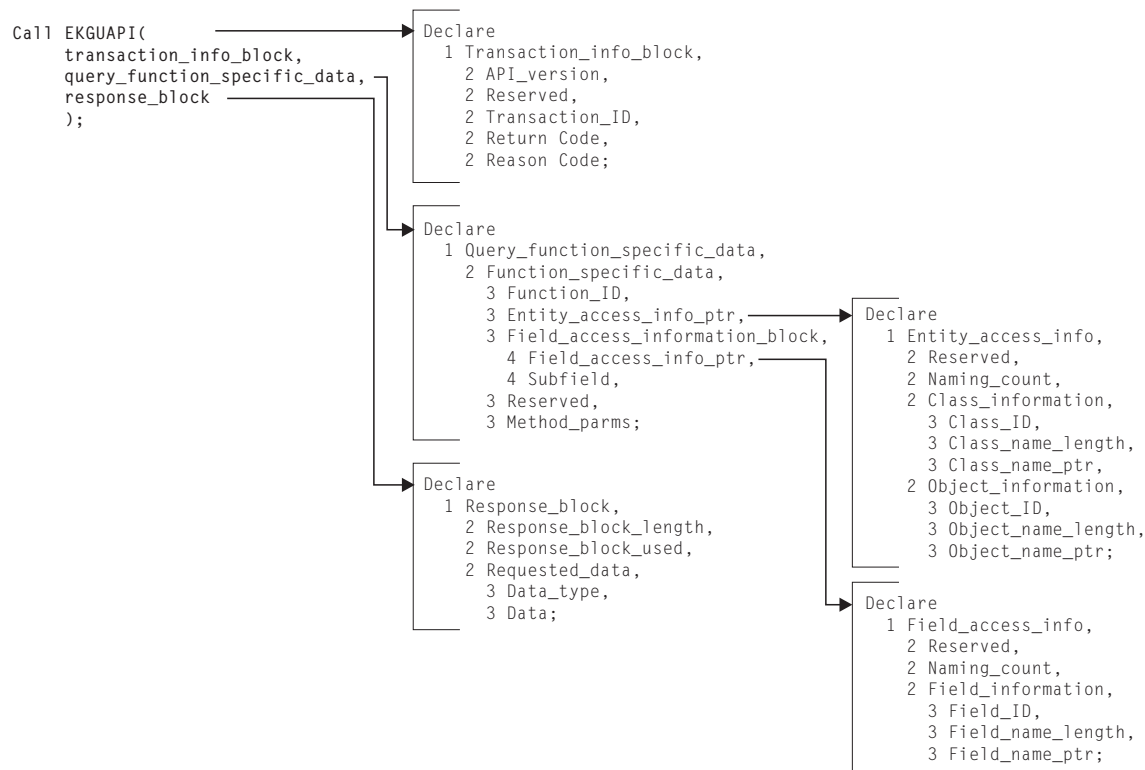 Call EKGUAPI(
transaction_info_block,
query_function_specific_data,
response_block
);
Declare
1 Transaction_info_block,
2 API_version,
2 Reserved,
2 Transaction_ID,
2 Return Code,
2 Reason Code;
Declare
1 Query_function_specific_data,
2 Function_specific_data,
3 Function_ID,
3 Entity_access_info_ptr,
3 Field_access_information_block,
4 Field_access_info_ptr,
4 Subfield,
3 Reserved,
3 Method_parms;
Declare
1 Response_block,
2 Response_block_length,
2 Response_block_used,
2 Requested_data,
3 Data_type,
3 Data;
Declare
1 Entity_access_info,
2 Reserved,
2 Naming_count,
2 Class_information,
3 Class_ID,
3 Class_name_length,
3 Class_name_ptr,
2 Object_information,
3 Object_ID,
3 Object_name_length,
3 Object_name_ptr;
Declare
1 Field_access_info,
2 Reserved,
2 Naming_count,
2 Field_information,
3 Field_ID,
3 Field_name_length,
3 Field_name_ptr;